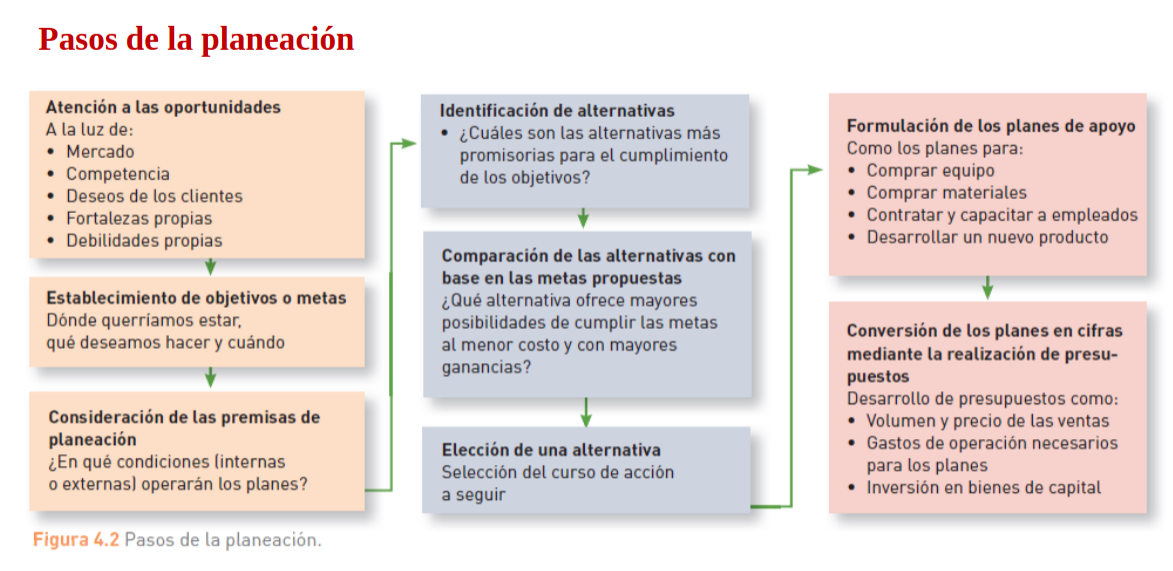 Pasos de la planeación
Atención a las oportunidades
A la luz de:
• Mercado
• Competencia
• Deseos de los clientes
• Fortalezas propias
• Debilidades propias
Establecimiento de objetivos o metas
Dónde querríamos estar,
qué deseamos hacer y cuándo
Consideración de las premisas de
planeación
¿En qué condiciones (internas
o externas) operarán los planes?
Identificación de alternativas
• ¿Cuáles son las alternativas más
promisorias para el cumplimiento
de los objetivos?
Comparación de las alternativas con
base en las metas propuestas
¿Qué alternativa ofrece mayores
posibilidades de cumplir las metas
al menor costo y con mayores
ganancias?
Elección de una alternativa
Selección del curso de acción
a seguir
Formulación de los planes de apoyo
Como los planes para:
• Comprar equipo
• Comprar materiales
• Contratar y capacitar a empleados
• Desarrollar un nuevo producto
Conversión de los planes en cifras
mediante la realización de presu-
puestos
Desarrollo de presupuestos como:
• Volumen y precio de las ventas
• Gastos de operación necesarios
para los planes
• Inversión en bienes de capital
Figura 4.2 Pasos de la planeación.